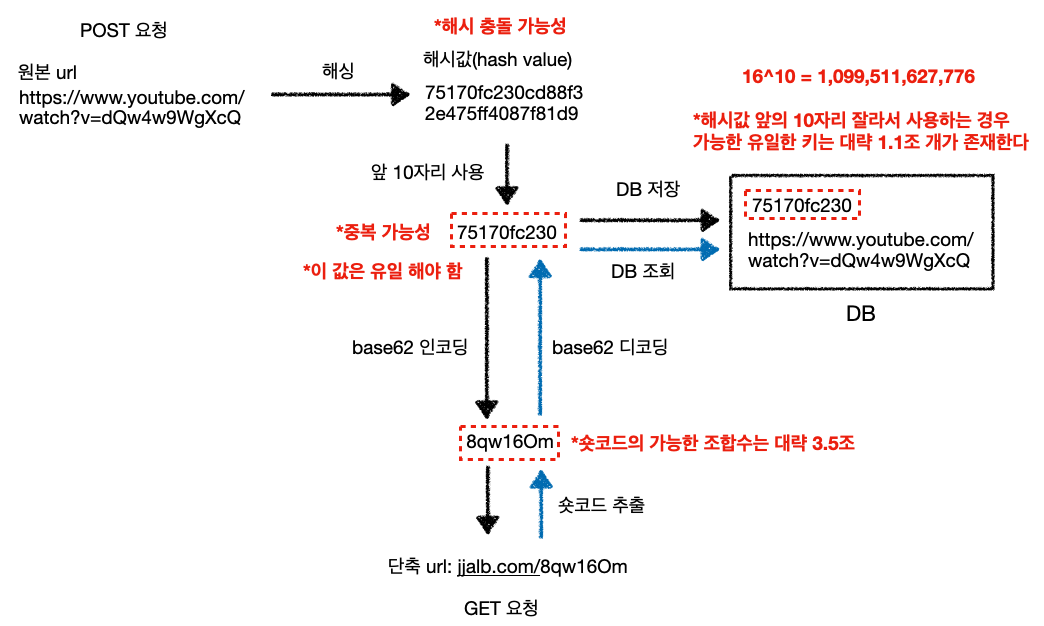 POST 요청
원본 url
https://www.youtube.com/
watch?v=dQw4w9WgXcQ
해싱
*해시 충돌 가능성
해시값(hash value)
75170fc230cd88f3
2e475ff4087f81d9
16^10 = 1,099,511,627,776
*해시값 앞의 10자리 잘라서 사용하는 경우
가능한 유일한 키는 대략 1.1조 개가 존재한다
앞 10자리 사용
*중복 가능성
75170fc230
*이 값은 유일 해야 함
DB 저장
DB 조회
75170fc230
https://www.youtube.com/
watch?v=dQw4w9WgXcQ
DB
base62 인코딩
base62 디코딩
8qw16Om
*숏코드의 가능한 조합수는 대략 3.5조
숏코드 추출
단축 url: jjalb.com/8qw16Om
GET 요청